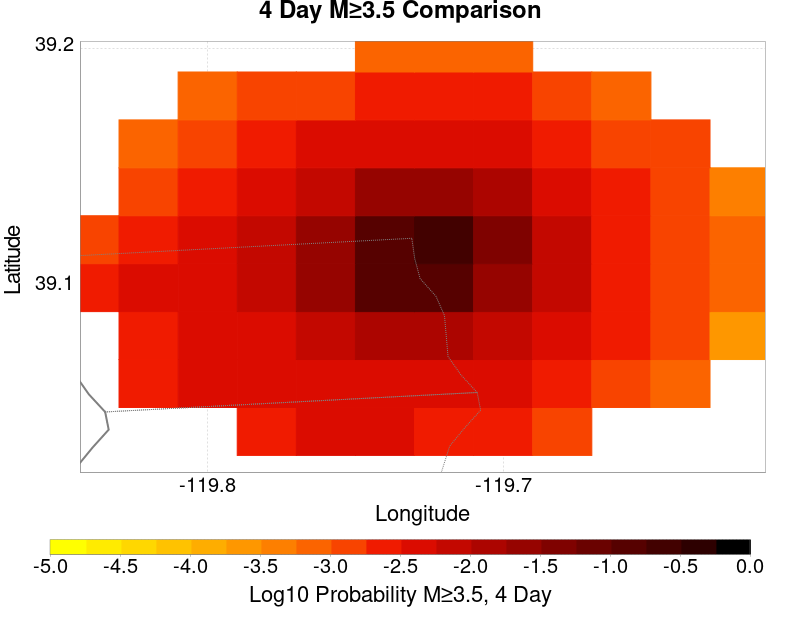 4 Day M≥3.5 Comparison
39.2
39.1
Latitude
-119.8 -119.7
Longitude
-5.0 -4.5 -4.0 -3.5 -3.0 -2.5 -2.0 -1.5 -1.0 -0.5 0.0
Log10 Probability M≥3.5, 4 Day